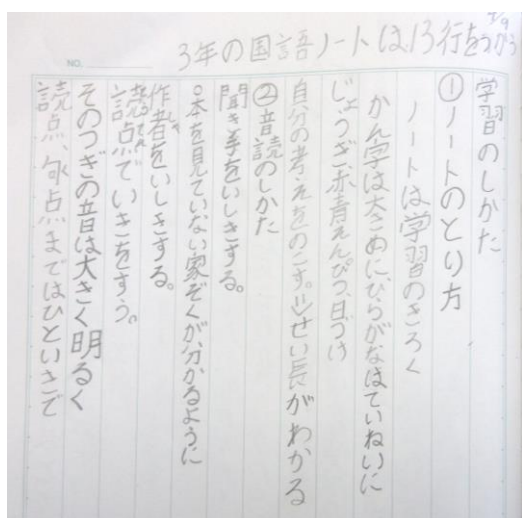 4/9
3年の国語ノートは13行をつかう
NO.
学習のしかた
①ノートのとり方
ノートは学習のきろく
かん字は大きめに、ひらがなはていねいに
じょうぎ、赤青えんぴつ、日づけ
自分の考えをのこす。⇒せい長がわかる
②音読のしかた
聞き手をいしきする。
○本を見ていない家ぞくが、分かるように
作者をいしきする。
読点でいきをすう。
そのつぎの音は大きく明るく
読点、句点まではひといきで